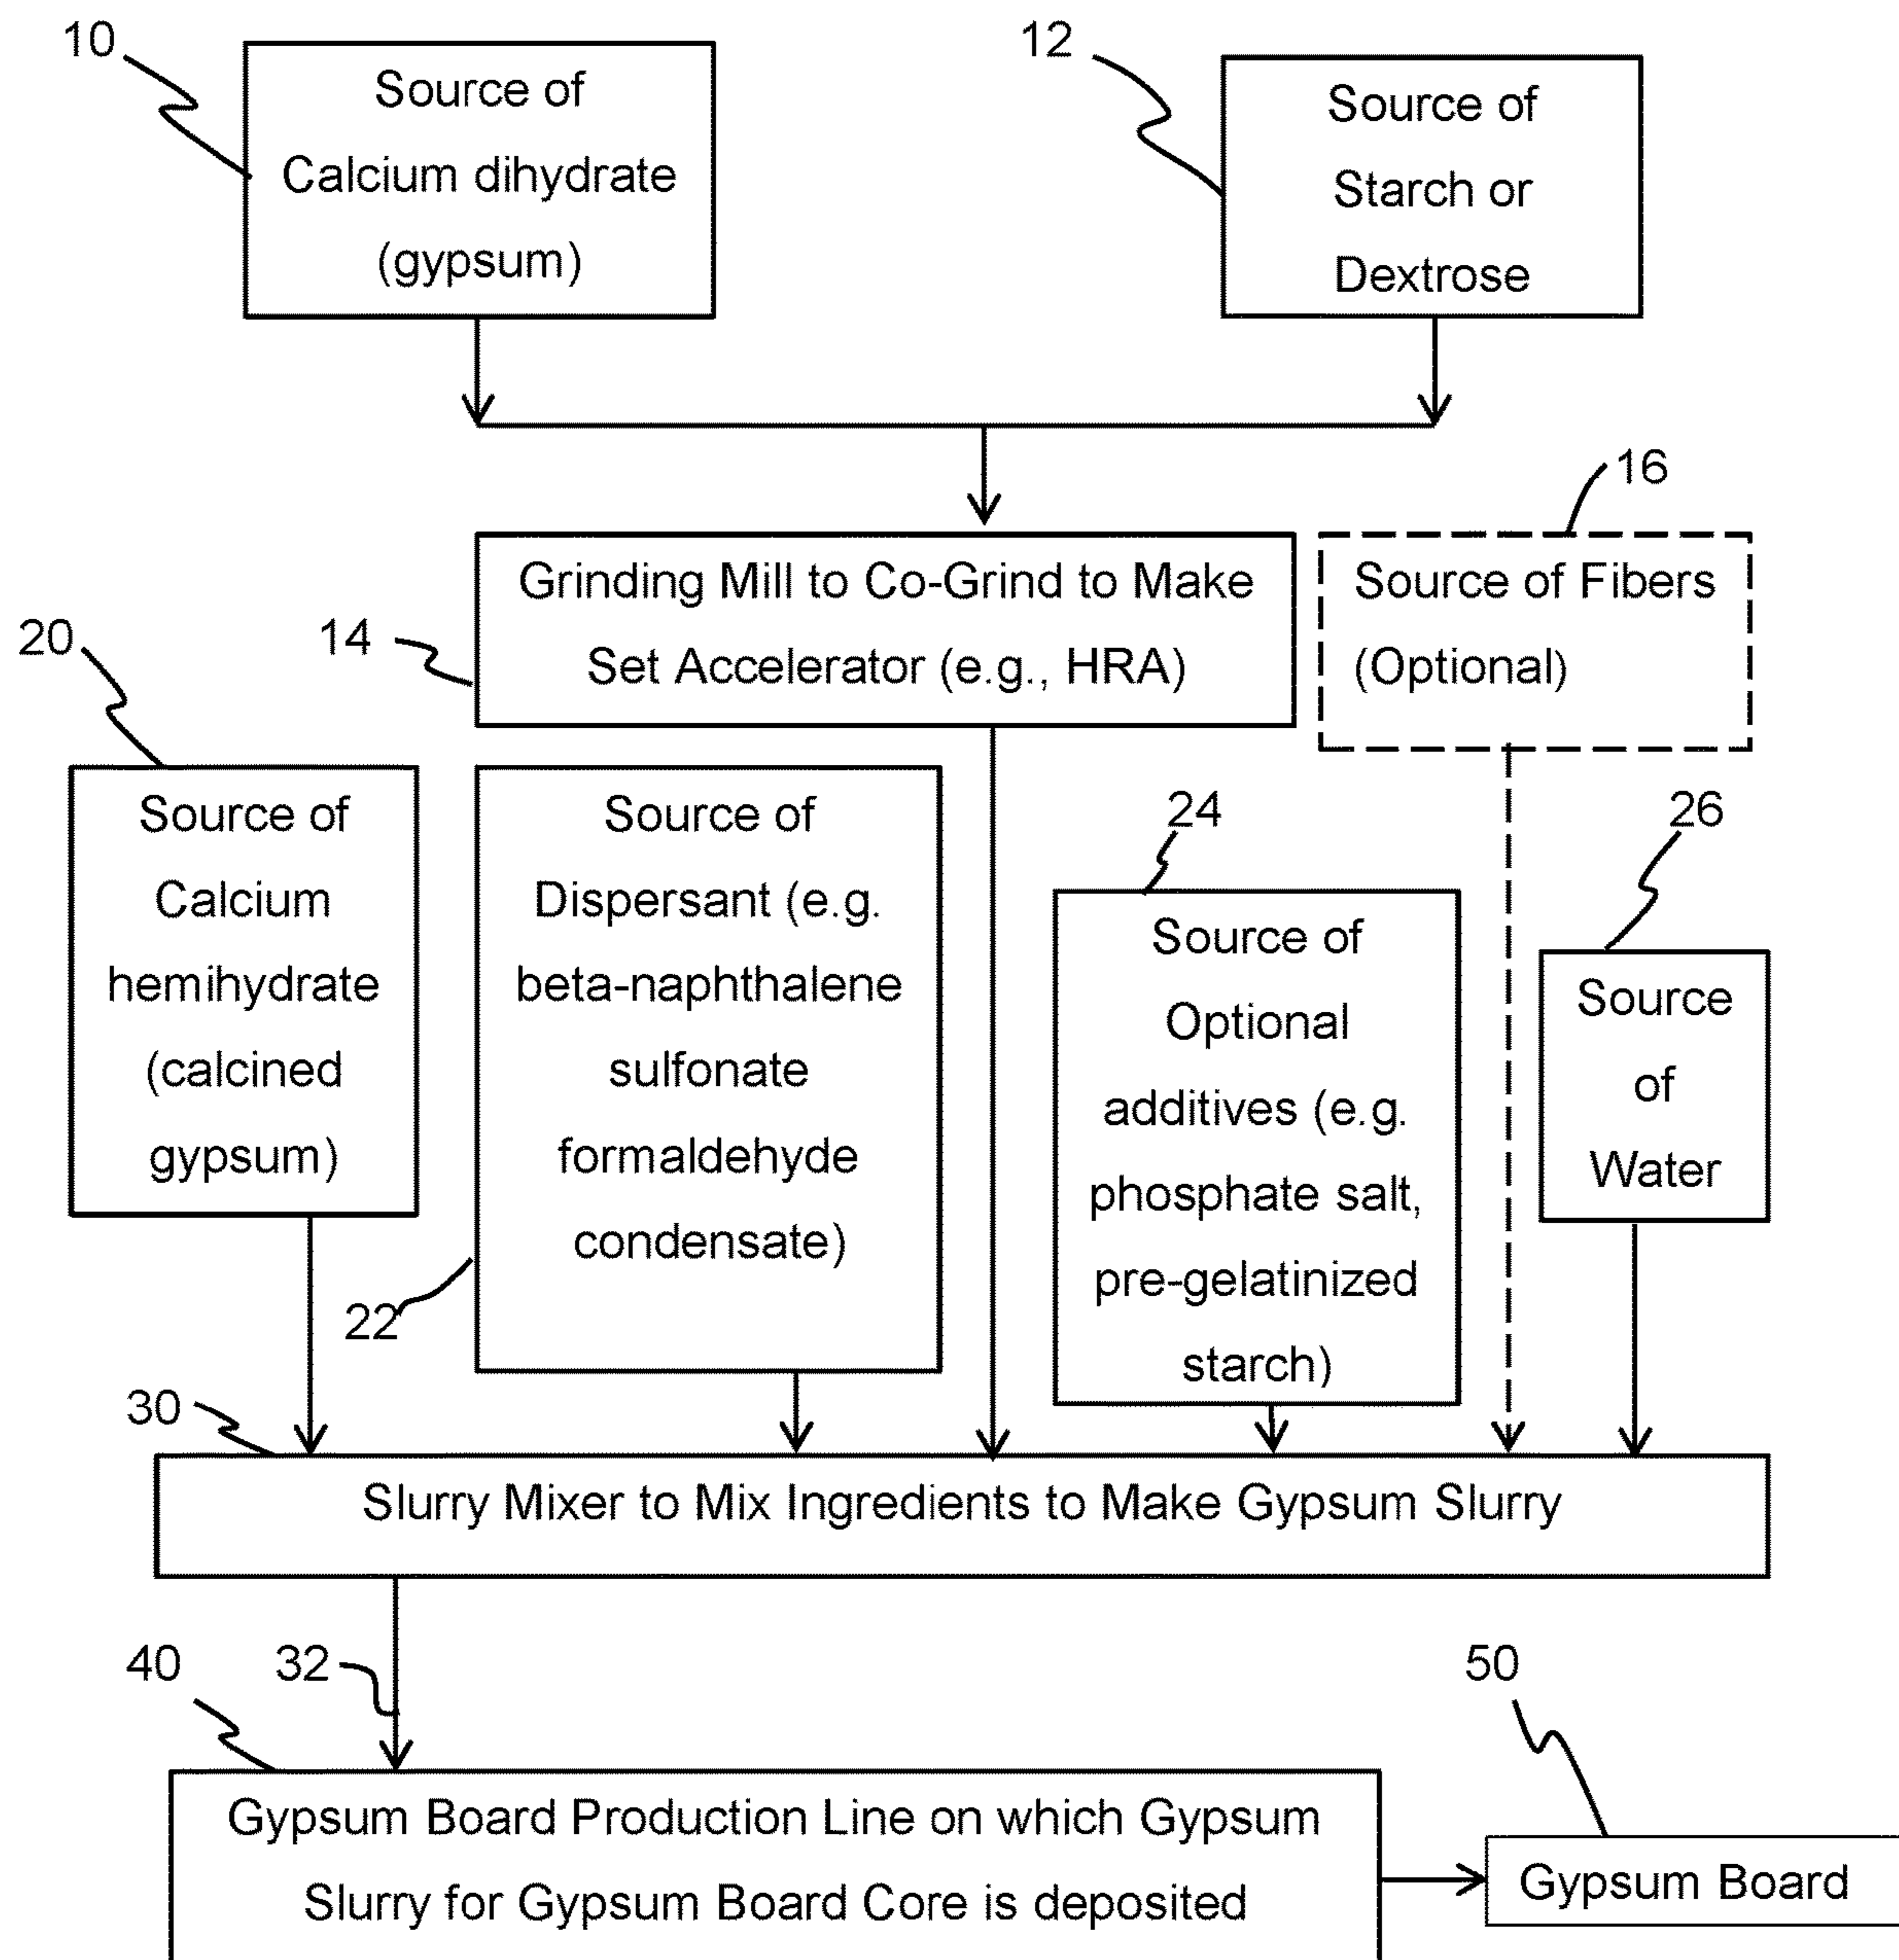 10
Source of
Calcium dihydrate
(gypsum)
12
Source of
Starch or
Dextrose
14
Grinding Mill to Co-Grind to Make
Set Accelerator (e.g., HRA)
16
Source of Fibers
(Optional)
20
Source of
Calcium
hemihydrate
(calcined
gypsum)
22
Source of
Dispersant (e.g.
beta-naphthalene
sulfonate
formaldehyde
condensate)
24
Source of
Optional
additives (e.g.
phosphate salt,
pre-gelatinized
starch)
26
Source
of
Water
30
Slurry Mixer to Mix Ingredients to Make Gypsum Slurry
32
40
Gypsum Board Production Line on which Gypsum
Slurry for Gypsum Board Core is deposited
50
Gypsum Board